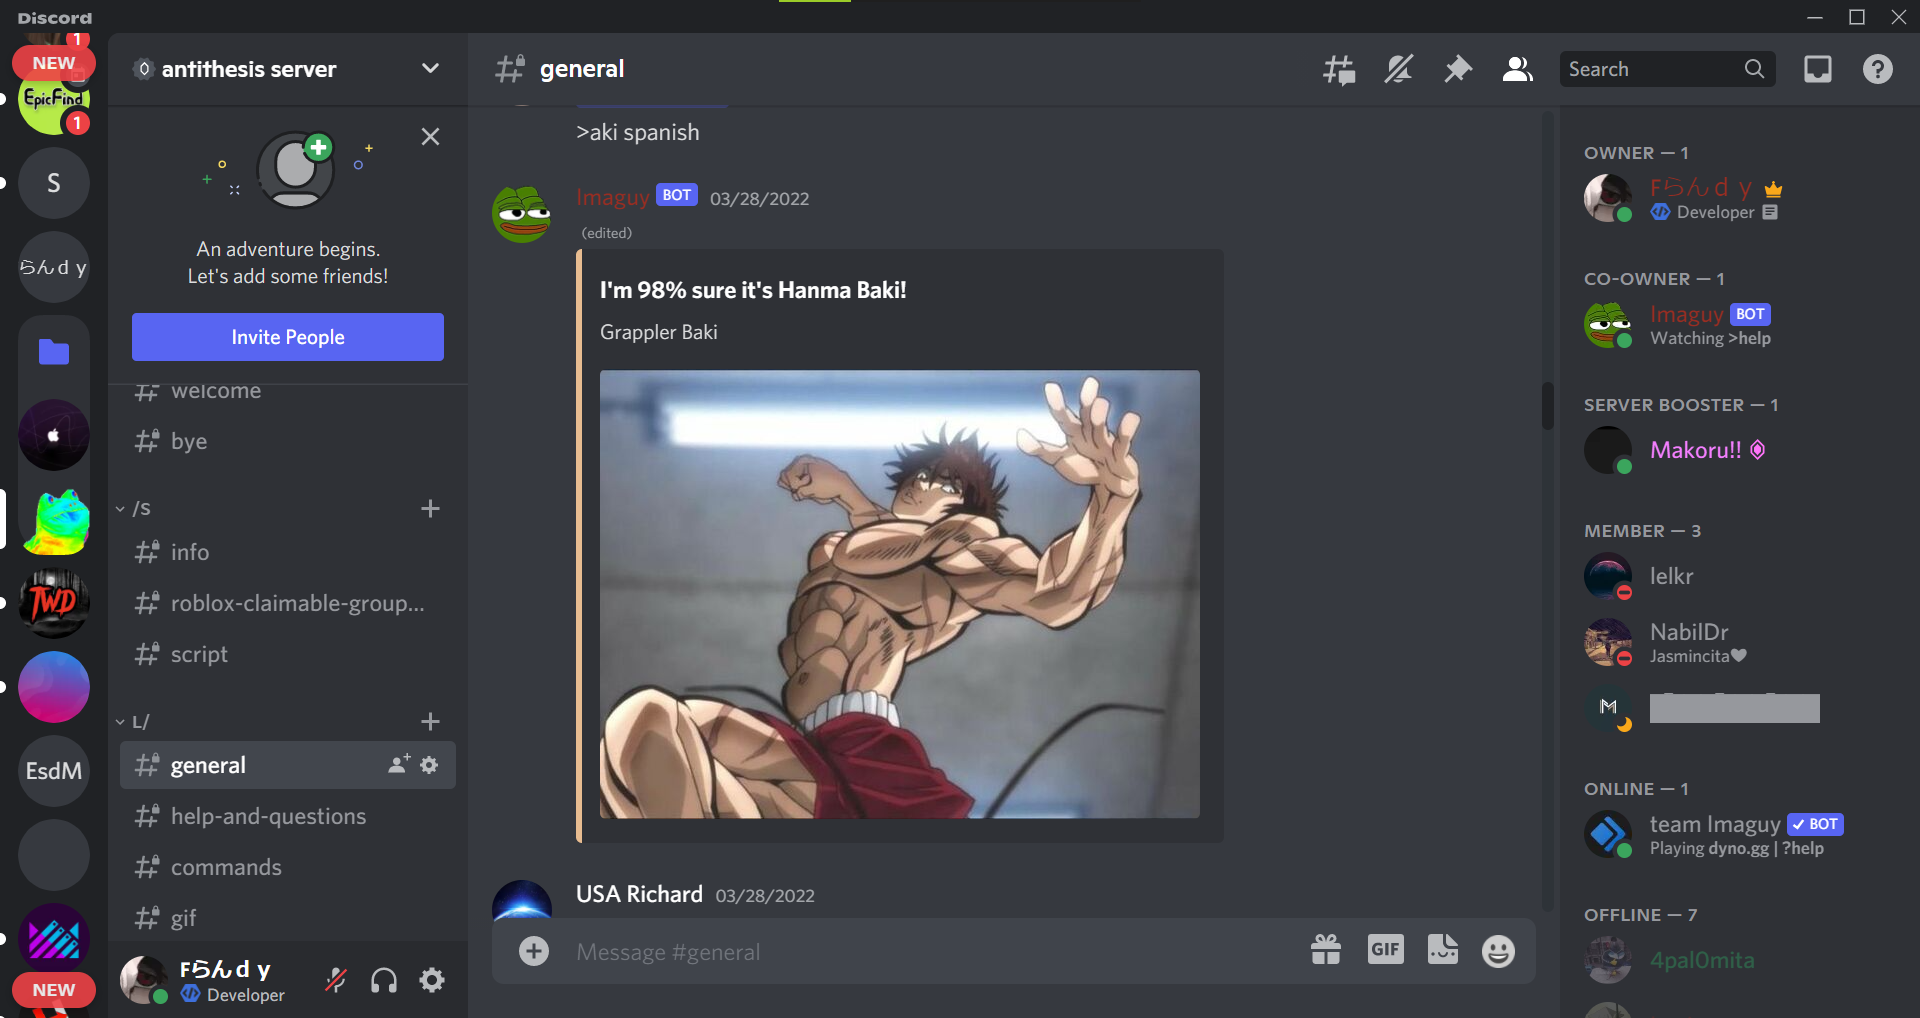 Discord
1
NEW
EpicFind
1
S
らんd y
TWD
EsdM
NEW
antithesis server
An adventure begins.
Let's add some friends!
Invite People
welcome
bye
/S
info
roblox-claimable-group...
script
L/
general
help-and-questions
commands
gif
Fらんd y
Developer
general
Search
>aki spanish
Imaguy BOT 03/28/2022
(edited)
I'm 98% sure it's Hanma Baki!
Grappler Baki
USA Richard 03/28/2022
Message #general
GIF
OWNER — 1
Fらんd y
Developer
CO-OWNER — 1
Imaguy BOT
Watching >help
SERVER BOOSTER — 1
Makoru!!
MEMBER — 3
lelkr
NabilDr
Jasmincita🖤
M
ONLINE — 1
team Imaguy ✓ BOT
Playing dyno.gg | ?help
OFFLINE — 7
4pal0mita